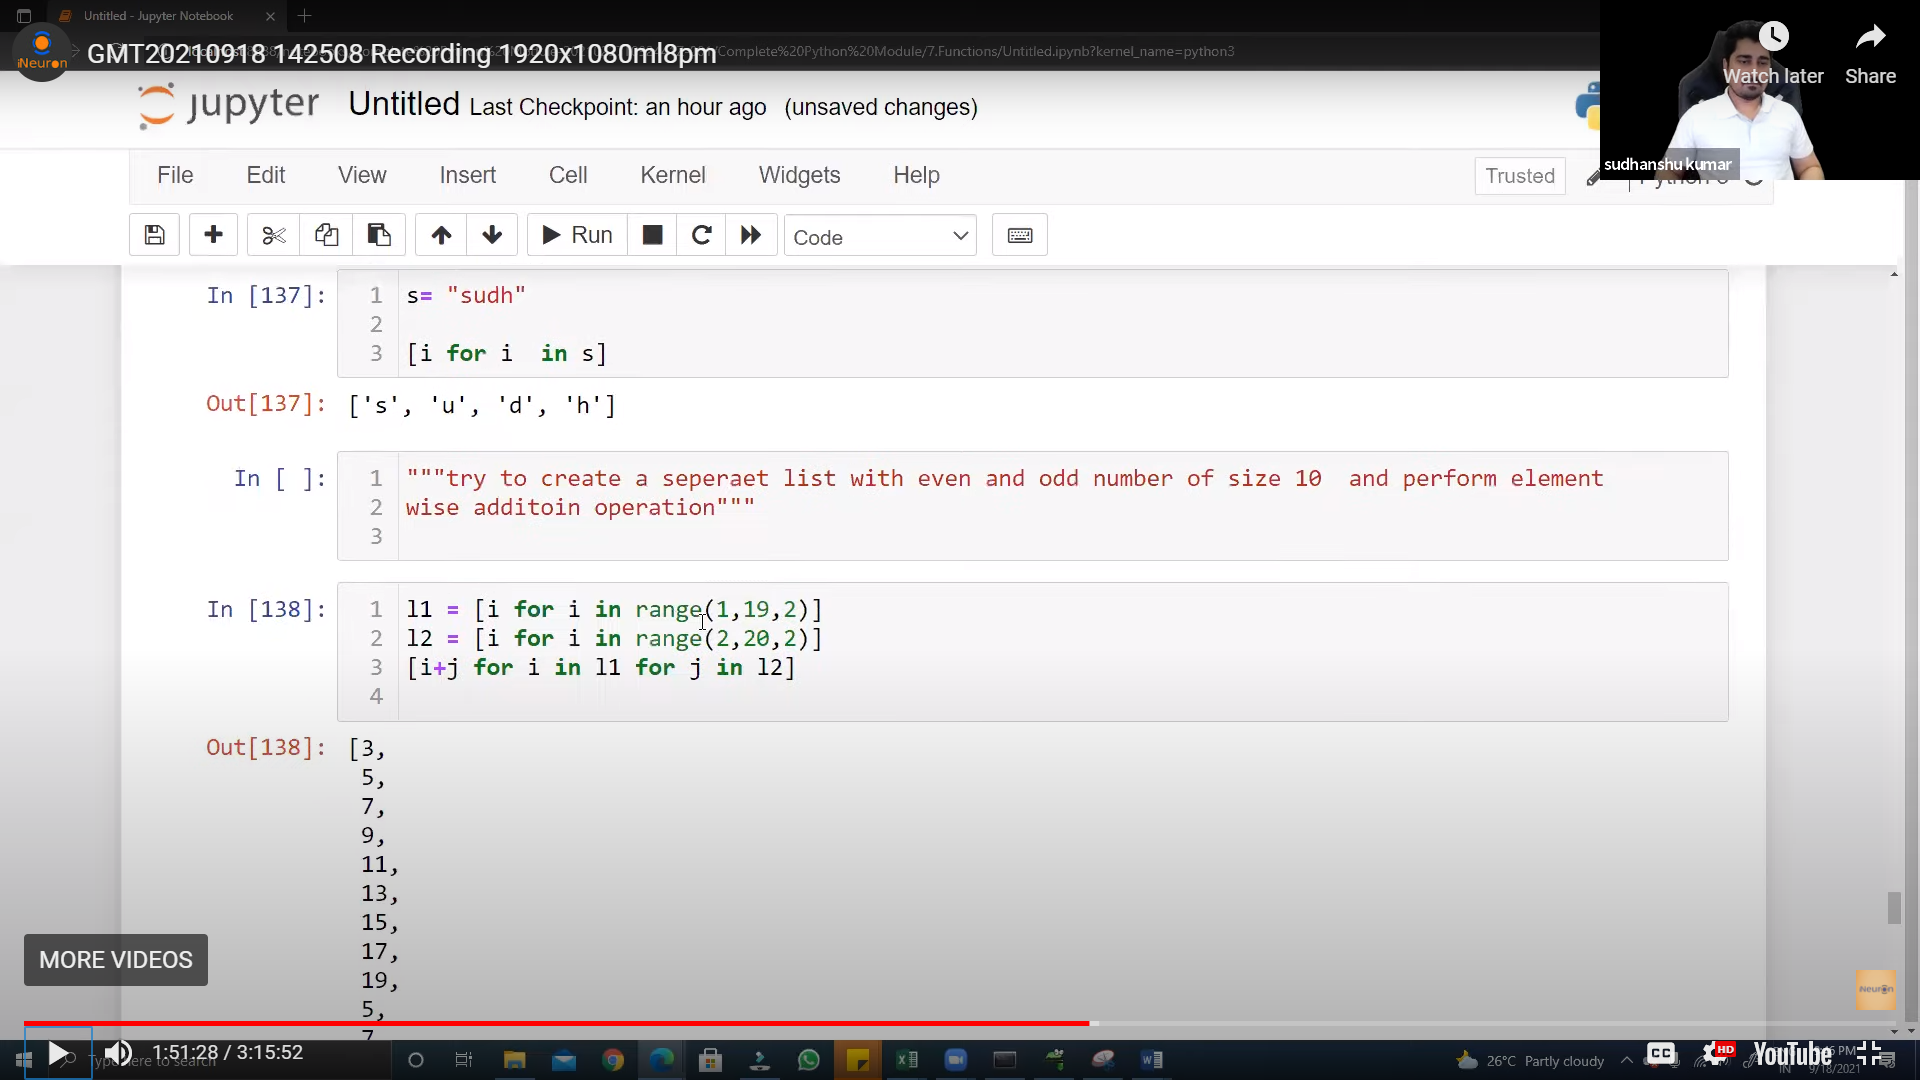 Untitled - Jupyter Notebook
GMT20210918 142508 Recording 1920x1080ml8pm
/Complete%20Python%20Module/7.Functions/Untitled.ipynb?kernel_name=python3
iNeuron
Watch later
Share
jupyter Untitled Last Checkpoint: an hour ago (unsaved changes)
sudhanshu kumar
File Edit View Insert Cell Kernel Widgets Help
Trusted
Run
Code
In [137]:
1 s= "sudh"
2
3 [i for i  in s]
Out[137]: ['s', 'u', 'd', 'h']
In [ ]:
1 """try to create a seperaet list with even and odd number of size 10  and perform element
2 wise additoin operation"""
3
In [138]:
1 l1 = [i for i in range(1,19,2)]
2 l2 = [i for i in range(2,20,2)]
3 [i+j for i in l1 for j in l2]
4
Out[138]: [3,
5,
7,
9,
11,
13,
15,
17,
19,
5,
7,
MORE VIDEOS
iNeuron
1:51:28 / 3:15:52
Type here to search
26°C Partly cloudy
CC
HD
YouTube
IN
9/18/2021